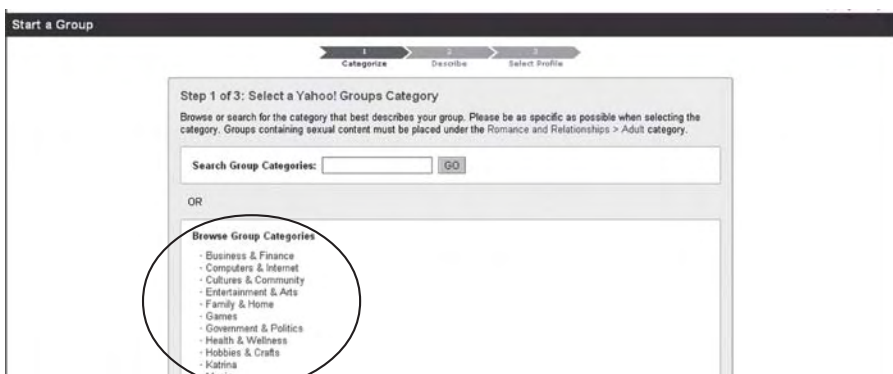 Start a Group
1 2 3
Categorize Describe Select Profile
Step 1 of 3: Select a Yahoo! Groups Category
Browse or search for the category that best describes your group. Please be as specific as possible when selecting the
category. Groups containing sexual content must be placed under the Romance and Relationships > Adult category.
Search Group Categories: GO
OR
Browse Group Categories
- Business & Finance
- Computers & Internet
- Cultures & Community
- Entertainment & Arts
- Family & Home
- Games
- Government & Politics
- Health & Wellness
- Hobbies & Crafts
- Katrina